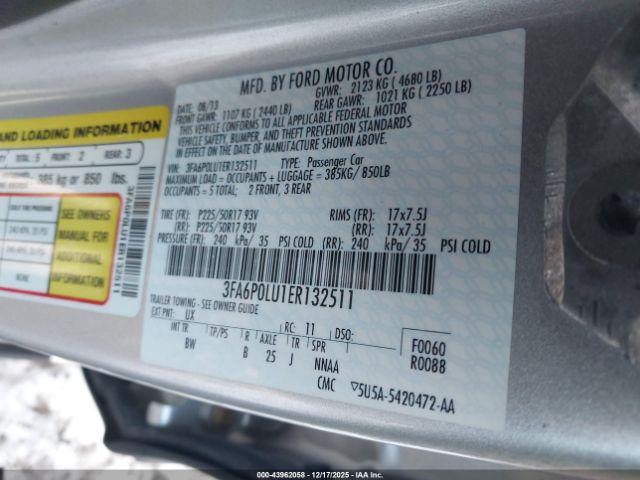 MFD. BY FORD MOTOR CO.
DATE: 08/13 GVWR: 2123 KG ( 4680 LB)
FRONT GAWR: 1107 KG ( 2440 LB) REAR GAWR: 1021 KG ( 2250 LB)
THIS VEHICLE CONFORMS TO ALL APPLICABLE FEDERAL MOTOR
VEHICLE SAFETY, BUMPER, AND THEFT PREVENTION STANDARDS
IN EFFECT ON THE DATE OF MANUFACTURE SHOWN ABOVE.
VIN: 3FA6P0LU1ER132511 TYPE: Passenger Car
MAXIMUM LOAD = OCCUPANTS + LUGGAGE = 385KG/ 850LB
OCCUPANTS = 5 TOTAL; 2 FRONT, 3 REAR
TIRE (FR): P225/50R17 93V RIMS (FR): 17x7.5J
(RR): P225/50R17 93V (RR): 17x7.5J
PRESSURE (FR): 240 kPa/ 35 PSI COLD (RR): 240 kPa/ 35 PSI COLD
3FA6P0LU1ER132511
TRAILER TOWING - SEE OWNER GUIDE
EXT PNT: UX RC: 11 DSO:
INT TR TP/PS R AXLE TR SPR
BW B 25 J NNAA
F0060
R0088
CMC ▽5U5A-5420472-AA
AND LOADING INFORMATION
TOTAL: 5 FRONT: 2 REAR: 3
385 kg or 850 lbs.
SEE OWNERS
MANUAL FOR
ADDITIONAL
INFORMATION
3FA6P0LU1ER132511
000-43962058 - 12/17/2025 - IAAI.COM